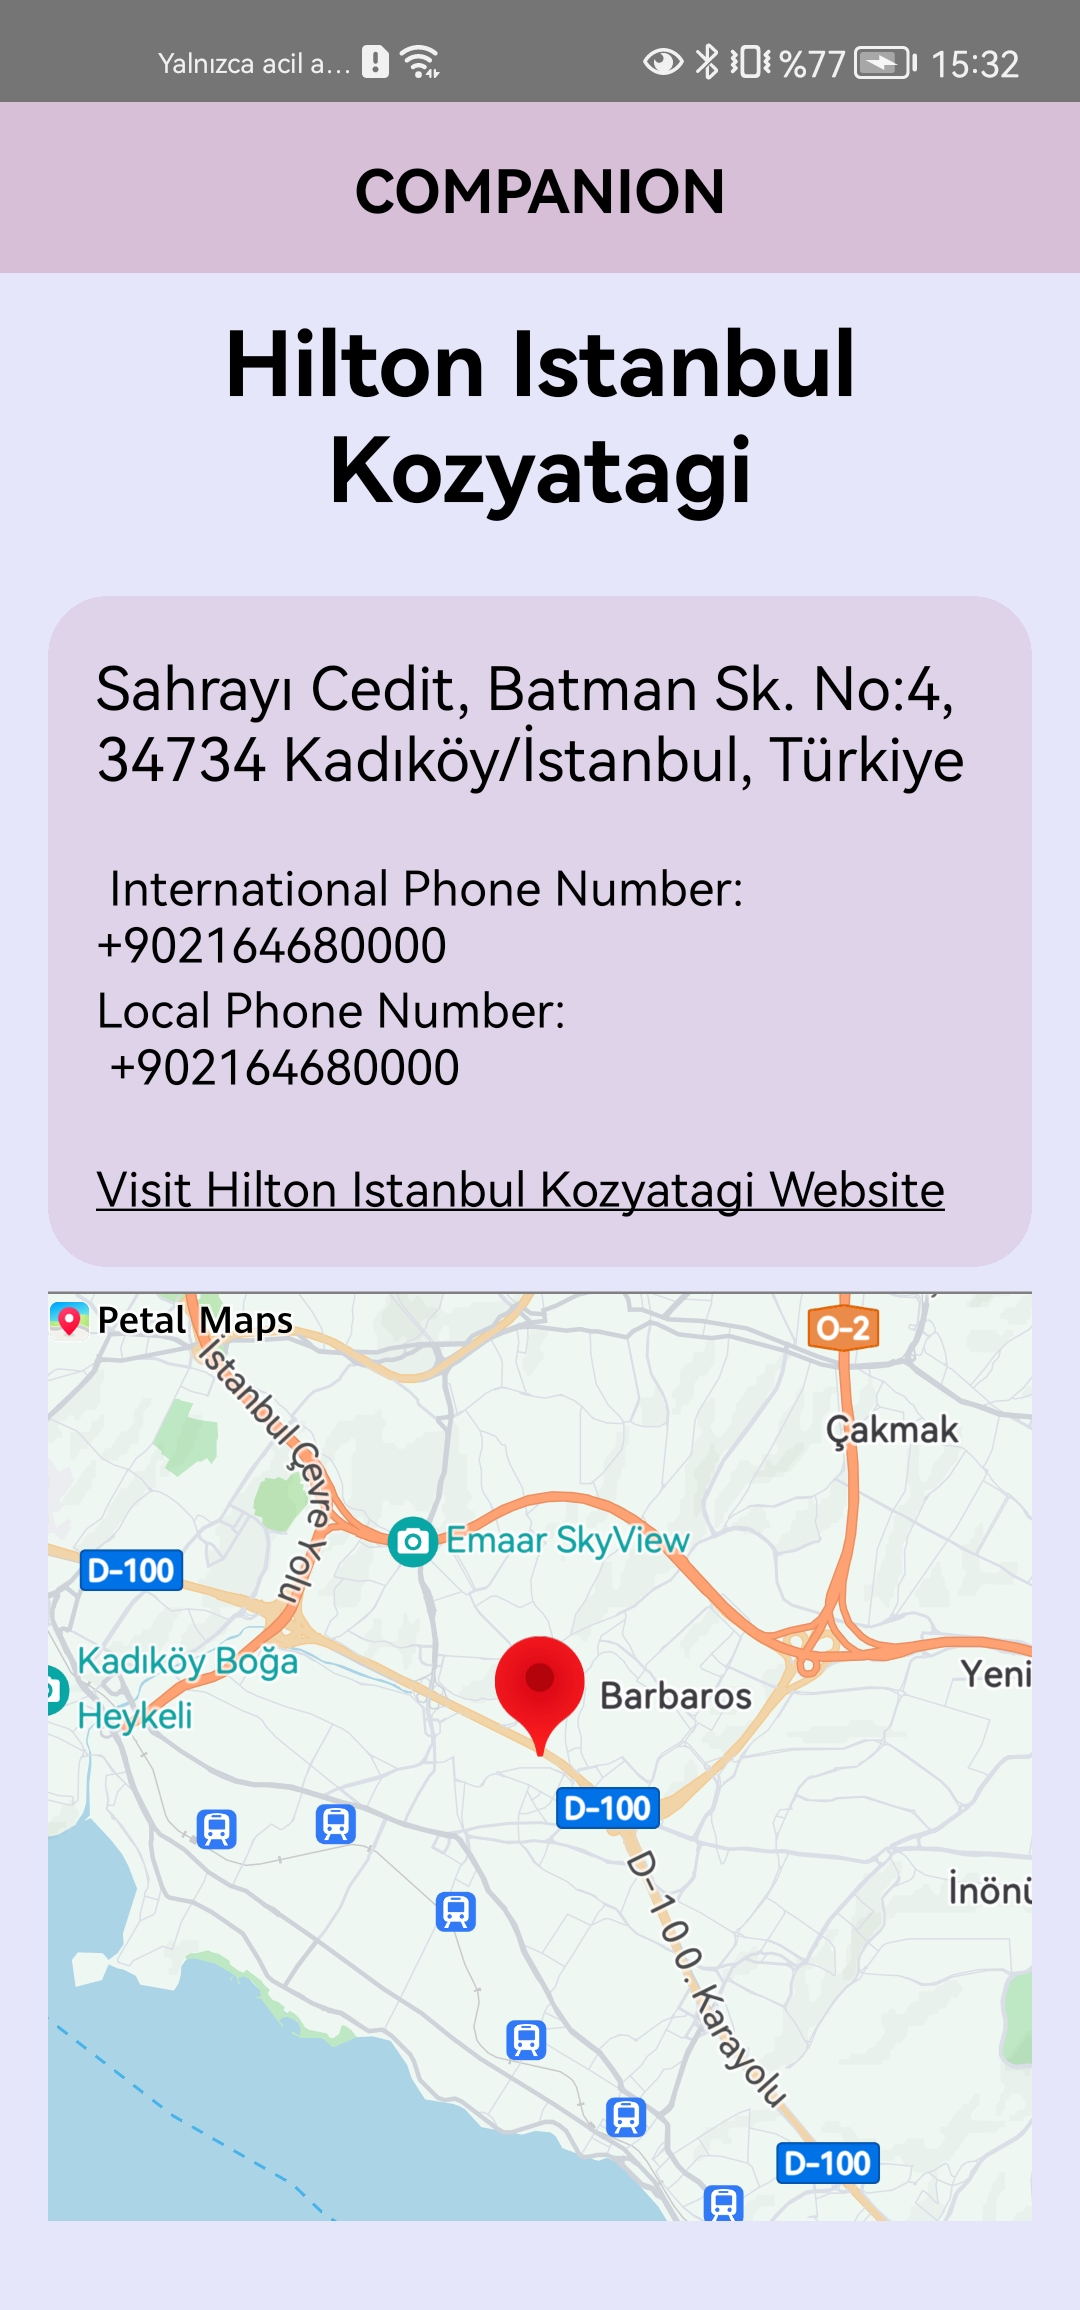 Yalnızca acil a... %77 15:32
COMPANION
Hilton Istanbul
Kozyatagi
Sahrayı Cedit, Batman Sk. No:4,
34734 Kadıköy/İstanbul, Türkiye
International Phone Number:
+902164680000
Local Phone Number:
+902164680000
Visit Hilton Istanbul Kozyatagi Website
Petal Maps
O-2
İstanbul Çevre Yolu
Çakmak
Emaar SkyView
D-100
Kadıköy Boğa
Heykeli
Yeni
Barbaros
D-100
D-100. Karayolu
İnönü
D-100